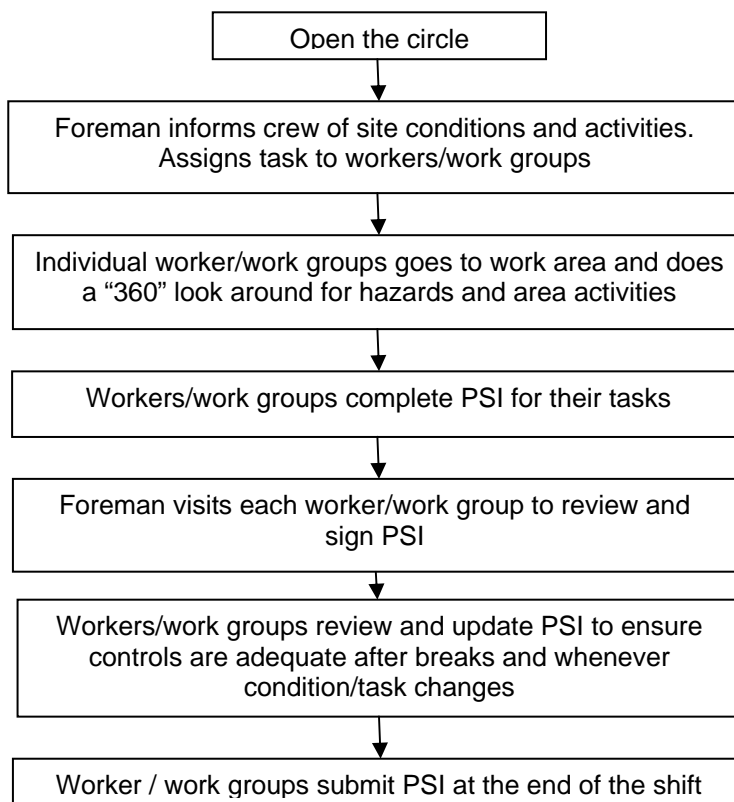 Open the circle
Foreman informs crew of site conditions and activities.
Assigns task to workers/work groups
Individual worker/work groups goes to work area and does
a “360” look around for hazards and area activities
Workers/work groups complete PSI for their tasks
Foreman visits each worker/work group to review and
sign PSI
Workers/work groups review and update PSI to ensure
controls are adequate after breaks and whenever
condition/task changes
Worker / work groups submit PSI at the end of the shift